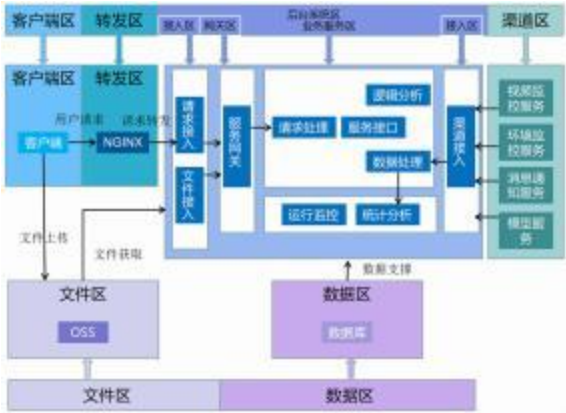 客户端区
转发区
后台系统区
业务服务区
接入区
网关区
接入区
渠道区
客户端区
转发区
用户请求
请求转发
客户端
NGINX
请求接入
文件接入
服务网关
逻辑分析
请求处理
服务接口
数据处理
运行监控
统计分析
渠道接入
视频监
控服务
环境监
控服务
消息通
知服务
模型服
务
文件上传
文件获取
数据支撑
文件区
OSS
数据区
数据库
文件区
数据区